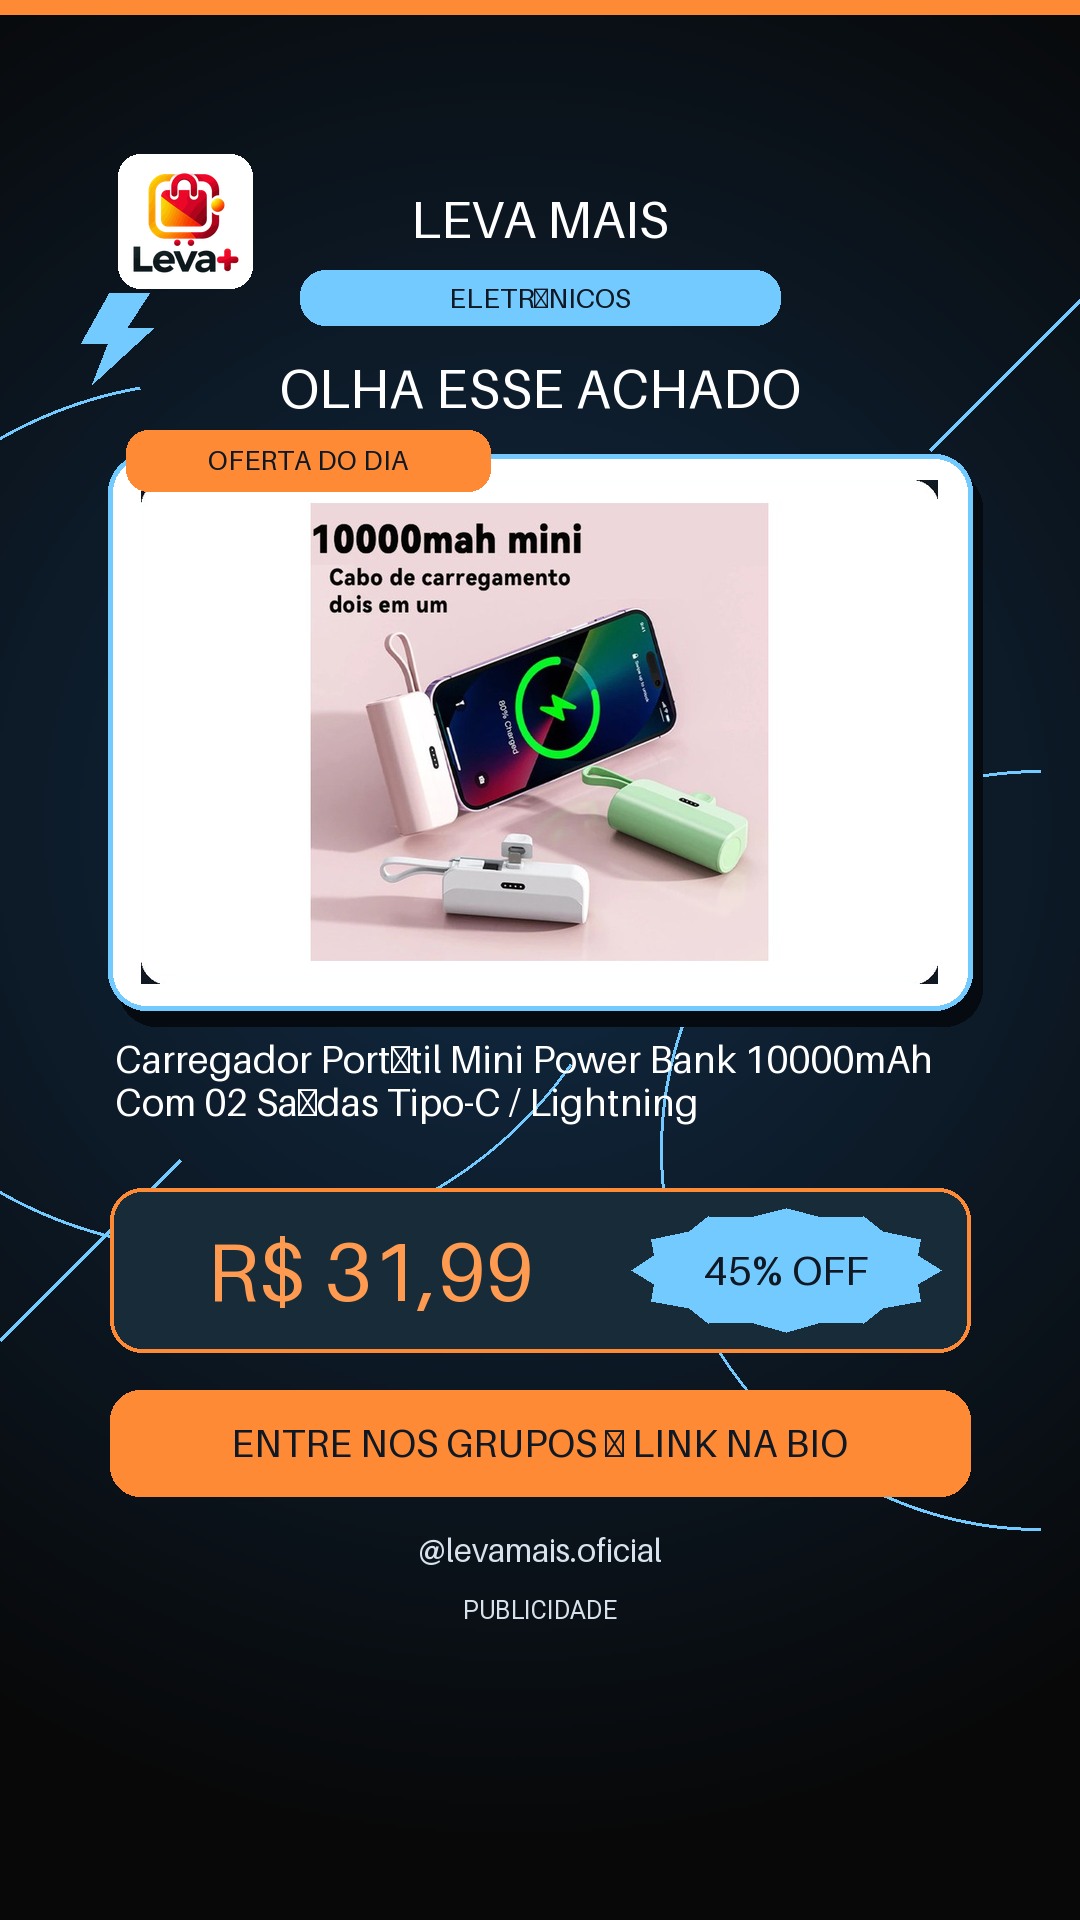 Leva+
LEVA MAIS
ELETR☒NICOS
OLHA ESSE ACHADO
OFERTA DO DIA
10000mah mini
Cabo de carregamento
dois em um
80% Charged
Carregador Port☒til Mini Power Bank 10000mAh
Com 02 Sa☒das Tipo-C / Lightning
R$ 31,99
45% OFF
ENTRE NOS GRUPOS ☒ LINK NA BIO
@levamais.oficial
PUBLICIDADE